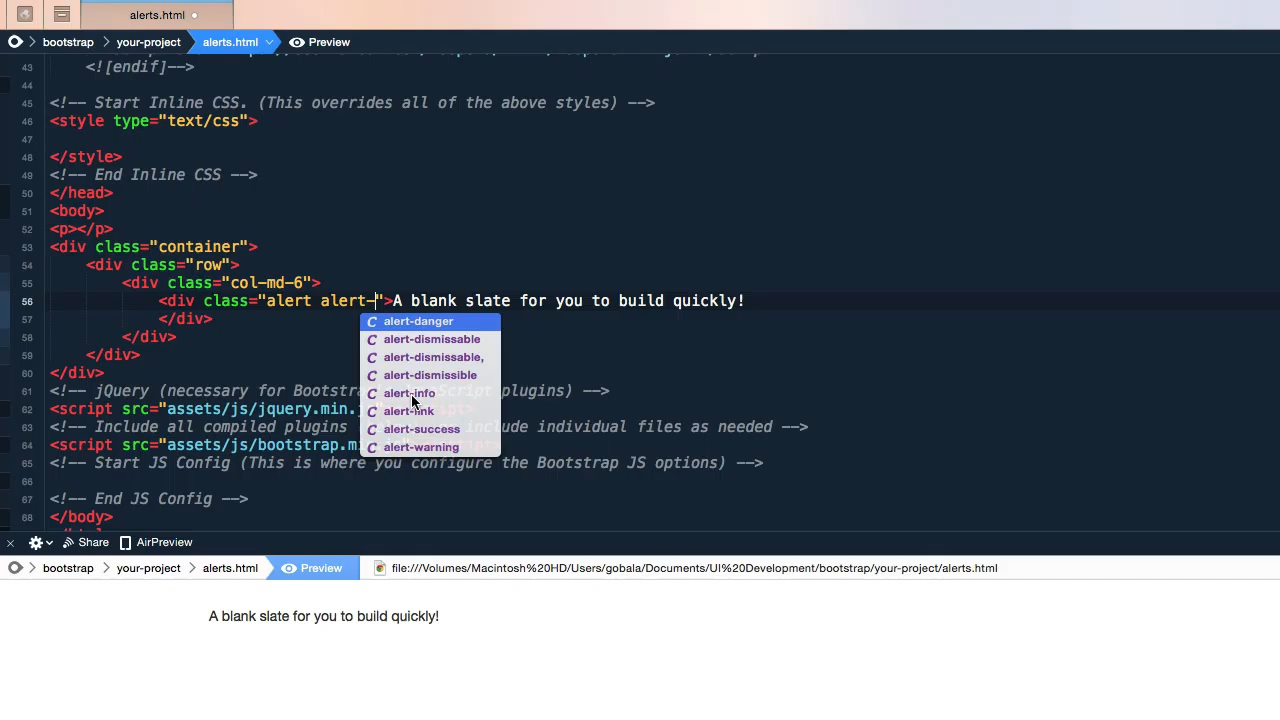 alerts.html
bootstrap your-project alerts.html Preview
43 <![endif]-->
44
45 <!-- Start Inline CSS. (This overrides all of the above styles) -->
46 <style type="text/css">
47
48 </style>
49 <!-- End Inline CSS -->
50 </head>
51 <body>
52 <p></p>
53 <div class="container">
54 <div class="row">
55 <div class="col-md-6">
56 <div class="alert alert-">A blank slate for you to build quickly!
57 </div>
58 </div>
59 </div>
60 </div>
61 <!-- jQuery (necessary for Bootstrap plugins) -->
62 <script src="assets/js/jquery.min.j
63 <!-- Include all compiled plugins include individual files as needed -->
64 <script src="assets/js/bootstrap.mi
65 <!-- Start JS Config (This is where you configure the Bootstrap JS options) -->
66
67 <!-- End JS Config -->
68 </body>
C alert-danger
C alert-dismissable
C alert-dismissable,
C alert-dismissible
C alert-info
C alert-link
C alert-success
C alert-warning
Share AirPreview
bootstrap your-project alerts.html Preview file:///Volumes/Macintosh%20HD/Users/gobala/Documents/UI%20Development/bootstrap/your-project/alerts.html
A blank slate for you to build quickly!